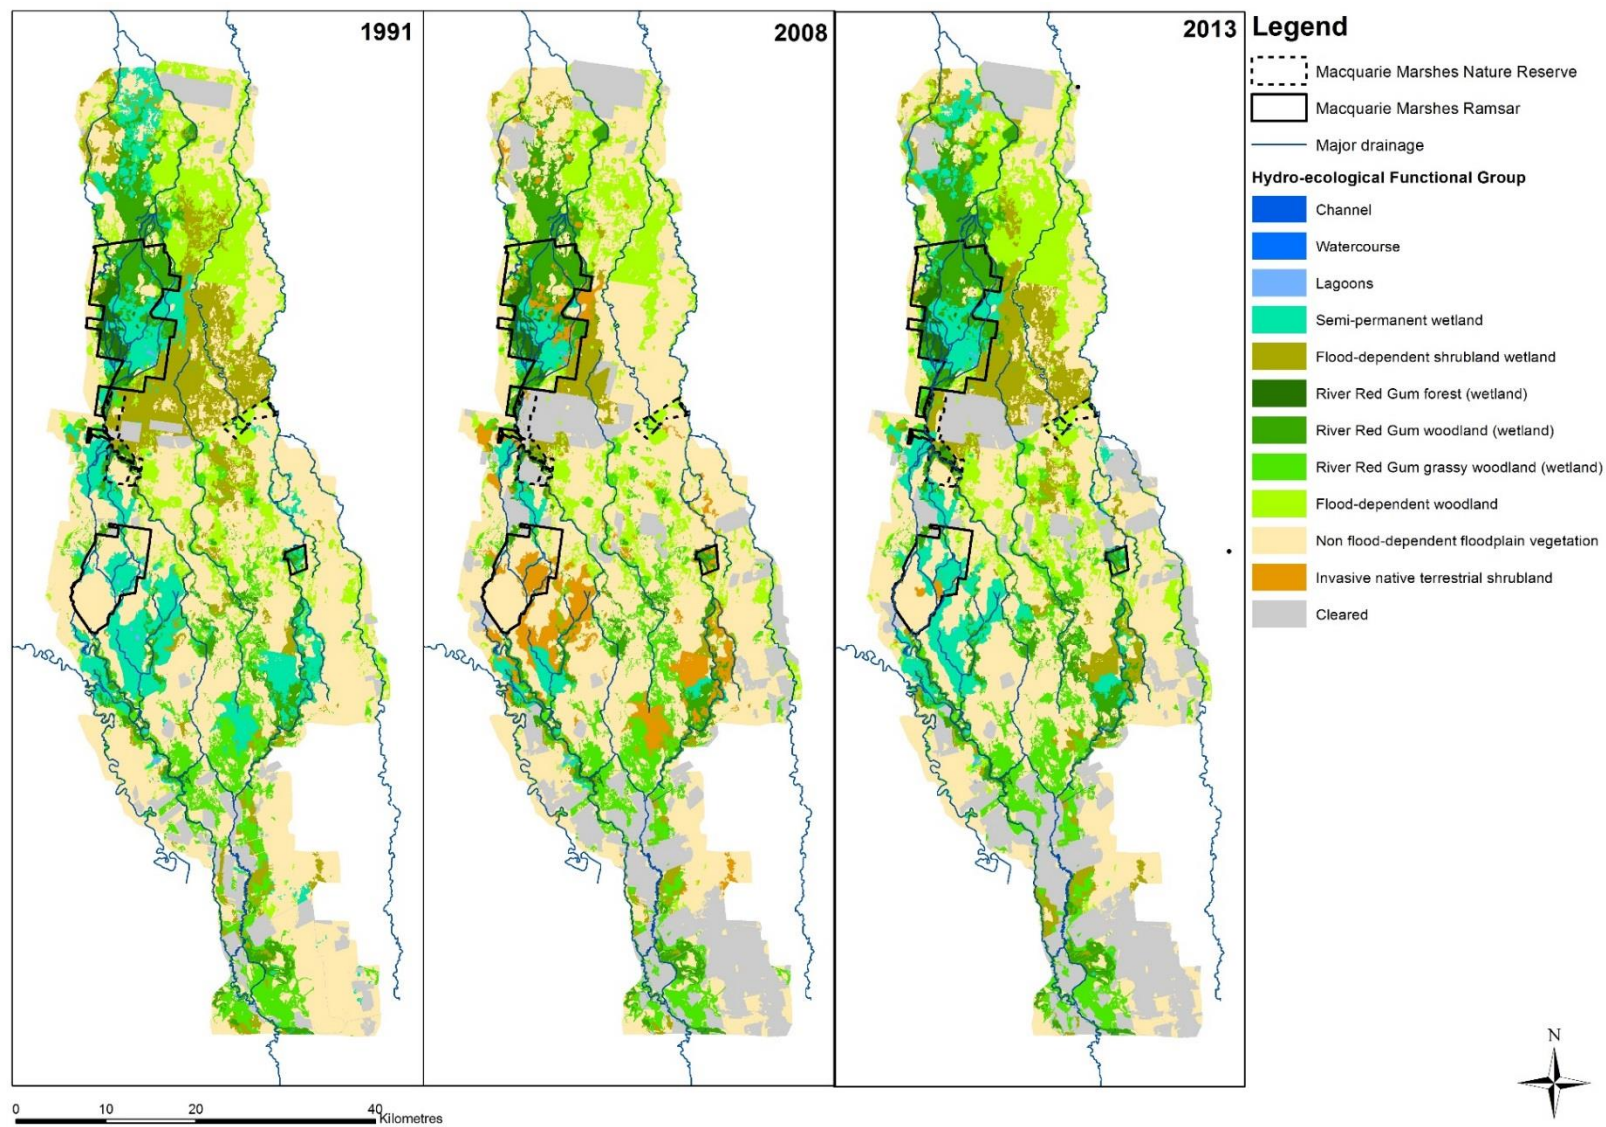 1991
2008
2013
Legend
Macquarie Marshes Nature Reserve
Macquarie Marshes Ramsar
Major drainage
Hydro-ecological Functional Group
Channel
Watercourse
Lagoons
Semi-permanent wetland
Flood-dependent shrubland wetland
River Red Gum forest (wetland)
River Red Gum woodland (wetland)
River Red Gum grassy woodland (wetland)
Flood-dependent woodland
Non flood-dependent floodplain vegetation
Invasive native terrestrial shrubland
Cleared
N
0 10 20 40
Kilometres